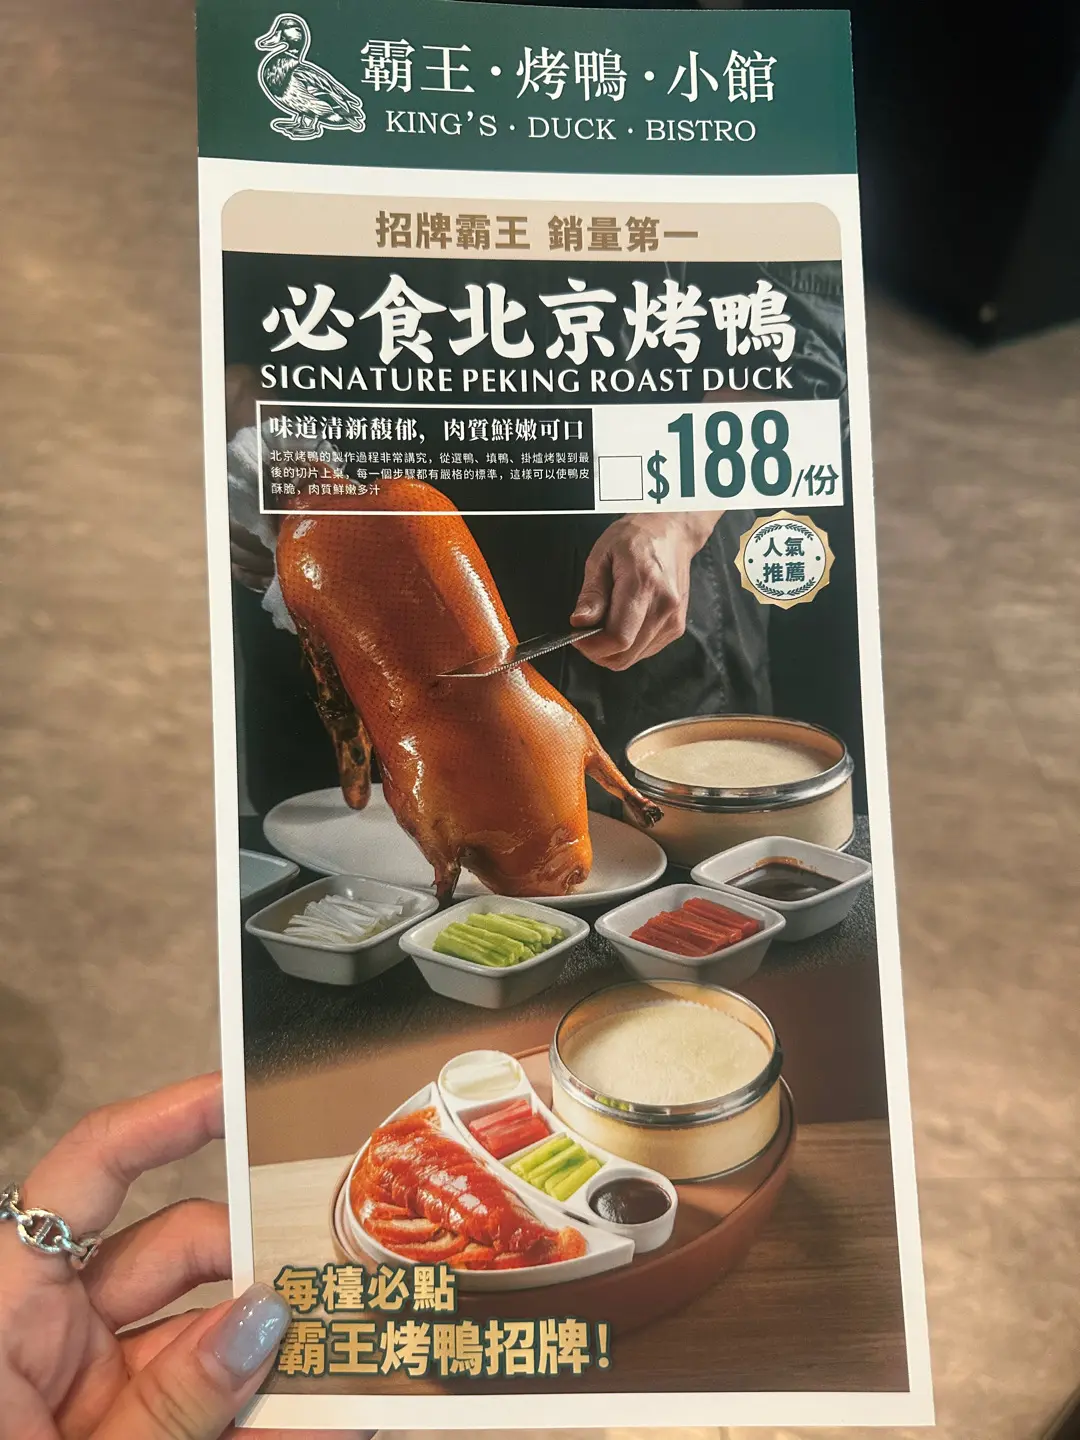 霸王·烤鴨·小館
KING'S · DUCK · BISTRO
招牌霸王 銷量第一
必食北京烤鴨
SIGNATURE PEKING ROAST DUCK
味道清新馥郁，肉質鮮嫩可口
北京烤鴨的製作過程非常講究，從選鴨、填鴨、掛爐烤製到最
後的切片上桌，每一個步驟都有嚴格的標準，這樣可以使鴨皮
酥脆，肉質鮮嫩多汁
$188/份
人氣
推薦
每檯必點
霸王烤鴨招牌！